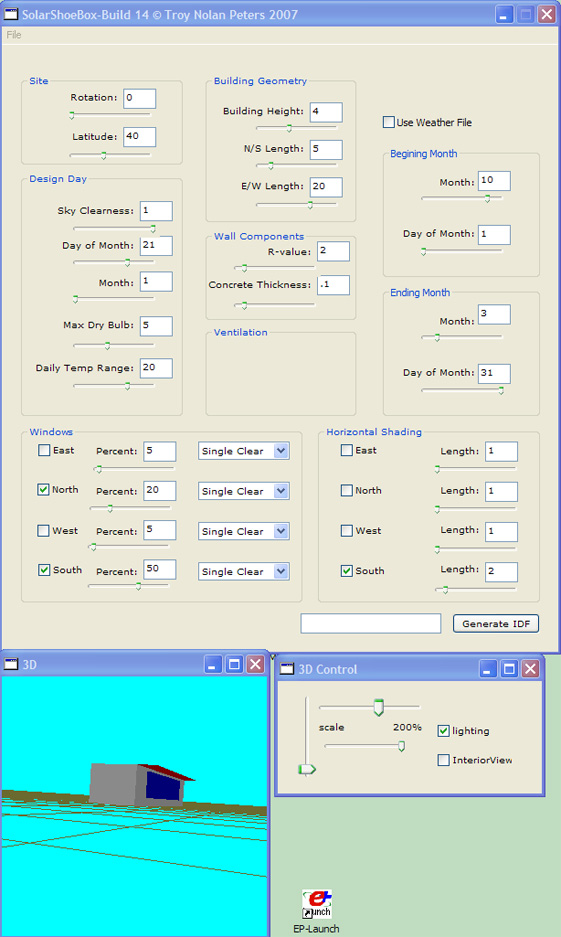 SolarShoeBox-Build 14 © Troy Nolan Peters 2007
File
Site
Rotation: 0
Latitude: 40
Design Day
Sky Clearness: 1
Day of Month: 21
Month: 1
Max Dry Bulb: 5
Daily Temp Range: 20
Building Geometry
Building Height: 4
N/S Length: 5
E/W Length: 20
Wall Components
R-value: 2
Concrete Thickness: .1
Ventilation
Use Weather File
Begining Month
Month: 10
Day of Month: 1
Ending Month
Month: 3
Day of Month: 31
Windows
East Percent: 5 Single Clear
North Percent: 20 Single Clear
West Percent: 5 Single Clear
South Percent: 50 Single Clear
Horizontal Shading
East Length: 1
North Length: 1
West Length: 1
South Length: 2
Generate IDF
3D
3D Control
scale 200%
lighting
InteriorView
e+
unch
EP-Launch